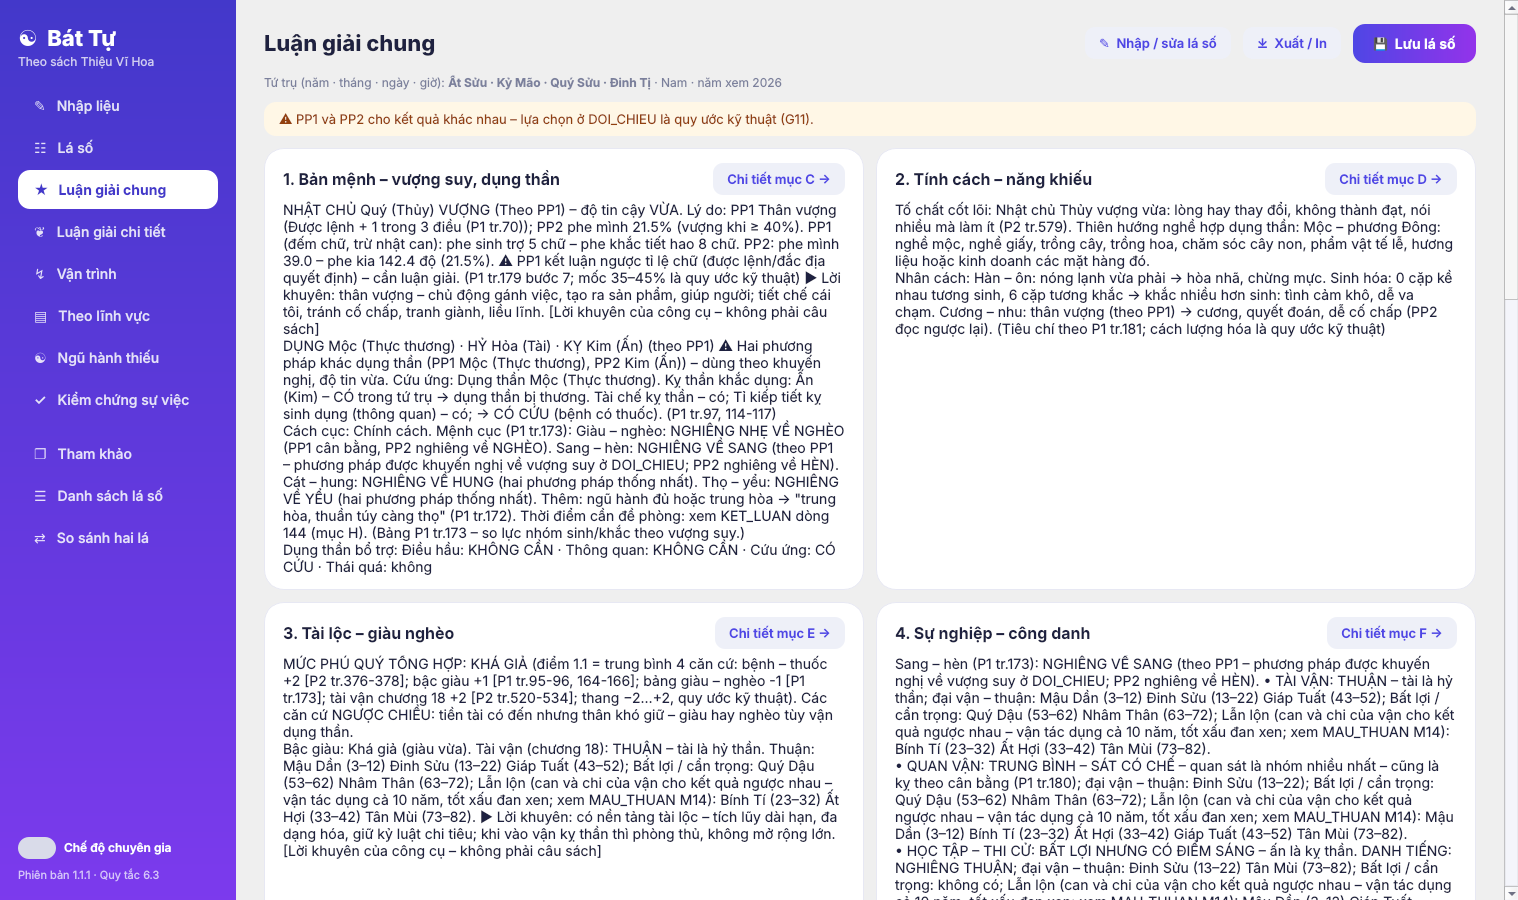 ☯ Bát Tự
Theo sách Thiệu Vĩ Hoa
✎ Nhập liệu
☷ Lá số
★ Luận giải chung
❦ Luận giải chi tiết
↯ Vận trình
▤ Theo lĩnh vực
☯ Ngũ hành thiếu
✓ Kiểm chứng sự việc
❐ Tham khảo
☰ Danh sách lá số
⇄ So sánh hai lá
Chế độ chuyên gia
Phiên bản 1.1.1 · Quy tắc 6.3
Luận giải chung
✎ Nhập / sửa lá số
Xuất / In
💾 Lưu lá số
Tứ trụ (năm · tháng · ngày · giờ): Ất Sửu · Kỷ Mão · Quý Sửu · Đinh Tị · Nam · năm xem 2026
⚠ PP1 và PP2 cho kết quả khác nhau – lựa chọn ở DOI_CHIEU là quy ước kỹ thuật (G11).
1. Bản mệnh – vượng suy, dụng thần
Chi tiết mục C →
NHẬT CHỦ Quý (Thủy) VƯỢNG (Theo PP1) – độ tin cậy VỪA. Lý do: PP1 Thân vượng
(Được lệnh + 1 trong 3 điều (P1 tr.70)); PP2 phe mình 21.5% (vượng khi ≥ 40%). PP1
(đếm chữ, trừ nhật can): phe sinh trợ 5 chữ – phe khắc tiết hao 8 chữ. PP2: phe mình
39.0 – phe kia 142.4 độ (21.5%). ⚠ PP1 kết luận ngược tỉ lệ chữ (được lệnh/đắc địa
quyết định) – cần luận giải. (P1 tr.179 bước 7; mốc 35–45% là quy ước kỹ thuật) ▶ Lời
khuyên: thân vượng – chủ động gánh việc, tạo ra sản phẩm, giúp người; tiết chế cái
tôi, tránh cố chấp, tranh giành, liều lĩnh. [Lời khuyên của công cụ – không phải câu
sách]
DỤNG Mộc (Thực thương) · HỶ Hỏa (Tài) · KỴ Kim (Ấn) (theo PP1) ⚠ Hai phương
pháp khác dụng thần (PP1 Mộc (Thực thương), PP2 Kim (Ấn)) – dùng theo khuyến
nghị, độ tin vừa. Cứu ứng: Dụng thần Mộc (Thực thương). Kỵ thần khắc dụng: Ấn
(Kim) – CÓ trong tứ trụ → dụng thần bị thương. Tài chế kỵ thần – có; Tỉ kiếp tiết kỵ
sinh dụng (thông quan) – có; → CÓ CỨU (bệnh có thuốc). (P1 tr.97, 114-117)
Cách cục: Chính cách. Mệnh cục (P1 tr.173): Giàu – nghèo: NGHIÊNG NHẸ VỀ NGHÈO
(PP1 cân bằng, PP2 nghiêng về NGHÈO). Sang – hèn: NGHIÊNG VỀ SANG (theo PP1
– phương pháp được khuyến nghị về vượng suy ở DOI_CHIEU; PP2 nghiêng về HÈN).
Cát – hung: NGHIÊNG VỀ HUNG (hai phương pháp thống nhất). Thọ – yểu: NGHIÊNG
VỀ YỂU (hai phương pháp thống nhất). Thêm: ngũ hành đủ hoặc trung hòa → "trung
hòa, thuần túy càng thọ" (P1 tr.172). Thời điểm cần đề phòng: xem KET_LUAN dòng
144 (mục H). (Bảng P1 tr.173 – so lực nhóm sinh/khắc theo vượng suy.)
Dụng thần bổ trợ: Điều hầu: KHÔNG CẦN · Thông quan: KHÔNG CẦN · Cứu ứng: CÓ
CỨU · Thái quá: không
2. Tính cách – năng khiếu
Chi tiết mục D →
Tố chất cốt lõi: Nhật chủ Thủy vượng vừa: lòng hay thay đổi, không thành đạt, nói
nhiều mà làm ít (P2 tr.579). Thiên hướng nghề hợp dụng thần: Mộc – phương Đông:
nghề mộc, nghề giấy, trồng cây, trồng hoa, chăm sóc cây non, phẩm vật tế lễ, hương
liệu hoặc kinh doanh các mặt hàng đó.
Nhân cách: Hàn – ôn: nóng lạnh vừa phải → hòa nhã, chừng mực. Sinh hóa: 0 cặp kề
nhau tương sinh, 6 cặp tương khắc → khắc nhiều hơn sinh: tình cảm khô, dễ va
chạm. Cương – nhu: thân vượng (theo PP1) → cương, quyết đoán, dễ cố chấp (PP2
đọc ngược lại). (Tiêu chí theo P1 tr.181; cách lượng hóa là quy ước kỹ thuật)
3. Tài lộc – giàu nghèo
Chi tiết mục E →
MỨC PHÚ QUÝ TỔNG HỢP: KHÁ GIẢ (điểm 1.1 = trung bình 4 căn cứ: bệnh – thuốc
+2 [P2 tr.376-378]; bậc giàu +1 [P1 tr.95-96, 164-166]; bảng giàu – nghèo -1 [P1
tr.173]; tài vận chương 18 +2 [P2 tr.520-534]; thang −2…+2, quy ước kỹ thuật). Các
căn cứ NGƯỢC CHIỀU: tiền tài có đến nhưng thân khó giữ – giàu hay nghèo tùy vận
dụng thần.
Bậc giàu: Khá giả (giàu vừa). Tài vận (chương 18): THUẬN – tài là hỷ thần. Thuận:
Mậu Dần (3–12) Đinh Sửu (13–22) Giáp Tuất (43–52); Bất lợi / cẩn trọng: Quý Dậu
(53–62) Nhâm Thân (63–72); Lẫn lộn (can và chi của vận cho kết quả ngược nhau –
vận tác dụng cả 10 năm, tốt xấu đan xen; xem MAU_THUAN M14): Bính Tí (23–32) Ất
Hợi (33–42) Tân Mùi (73–82). ▶ Lời khuyên: có nền tảng tài lộc – tích lũy dài hạn, đa
dạng hóa, giữ kỷ luật chi tiêu; khi vào vận kỵ thần thì phòng thủ, không mở rộng lớn.
[Lời khuyên của công cụ – không phải câu sách]
4. Sự nghiệp – công danh
Chi tiết mục F →
Sang – hèn (P1 tr.173): NGHIÊNG VỀ SANG (theo PP1 – phương pháp được khuyến
nghị về vượng suy ở DOI_CHIEU; PP2 nghiêng về HÈN). • TÀI VẬN: THUẬN – tài là hỷ
thần; đại vận – thuận: Mậu Dần (3–12) Đinh Sửu (13–22) Giáp Tuất (43–52); Bất lợi /
cẩn trọng: Quý Dậu (53–62) Nhâm Thân (63–72); Lẫn lộn (can và chi của vận cho kết
quả ngược nhau – vận tác dụng cả 10 năm, tốt xấu đan xen; xem MAU_THUAN M14):
Bính Tí (23–32) Ất Hợi (33–42) Tân Mùi (73–82).
• QUAN VẬN: TRUNG BÌNH – SÁT CÓ CHẾ – quan sát là nhóm nhiều nhất – cũng là
kỵ theo cân bằng (P1 tr.180); đại vận – thuận: Đinh Sửu (13–22); Bất lợi / cẩn trọng:
Quý Dậu (53–62) Nhâm Thân (63–72); Lẫn lộn (can và chi của vận cho kết quả
ngược nhau – vận tác dụng cả 10 năm, tốt xấu đan xen; xem MAU_THUAN M14): Mậu
Dần (3–12) Bính Tí (23–32) Ất Hợi (33–42) Giáp Tuất (43–52) Tân Mùi (73–82).
• HỌC TẬP – THI CỬ: BẤT LỢI NHƯNG CÓ ĐIỂM SÁNG – ấn là kỵ thần. DANH TIẾNG:
NGHIÊNG THUẬN; đại vận – thuận: Đinh Sửu (13–22) Tân Mùi (73–82); Bất lợi / cẩn
trọng: không có; Lẫn lộn (can và chi của vận cho kết quả ngược nhau – vận tác dụng
cả 10 năm, tốt xấu đan xen; xem MAU_THUAN M14): Mậu Dần (3–12) Giáp Tuất